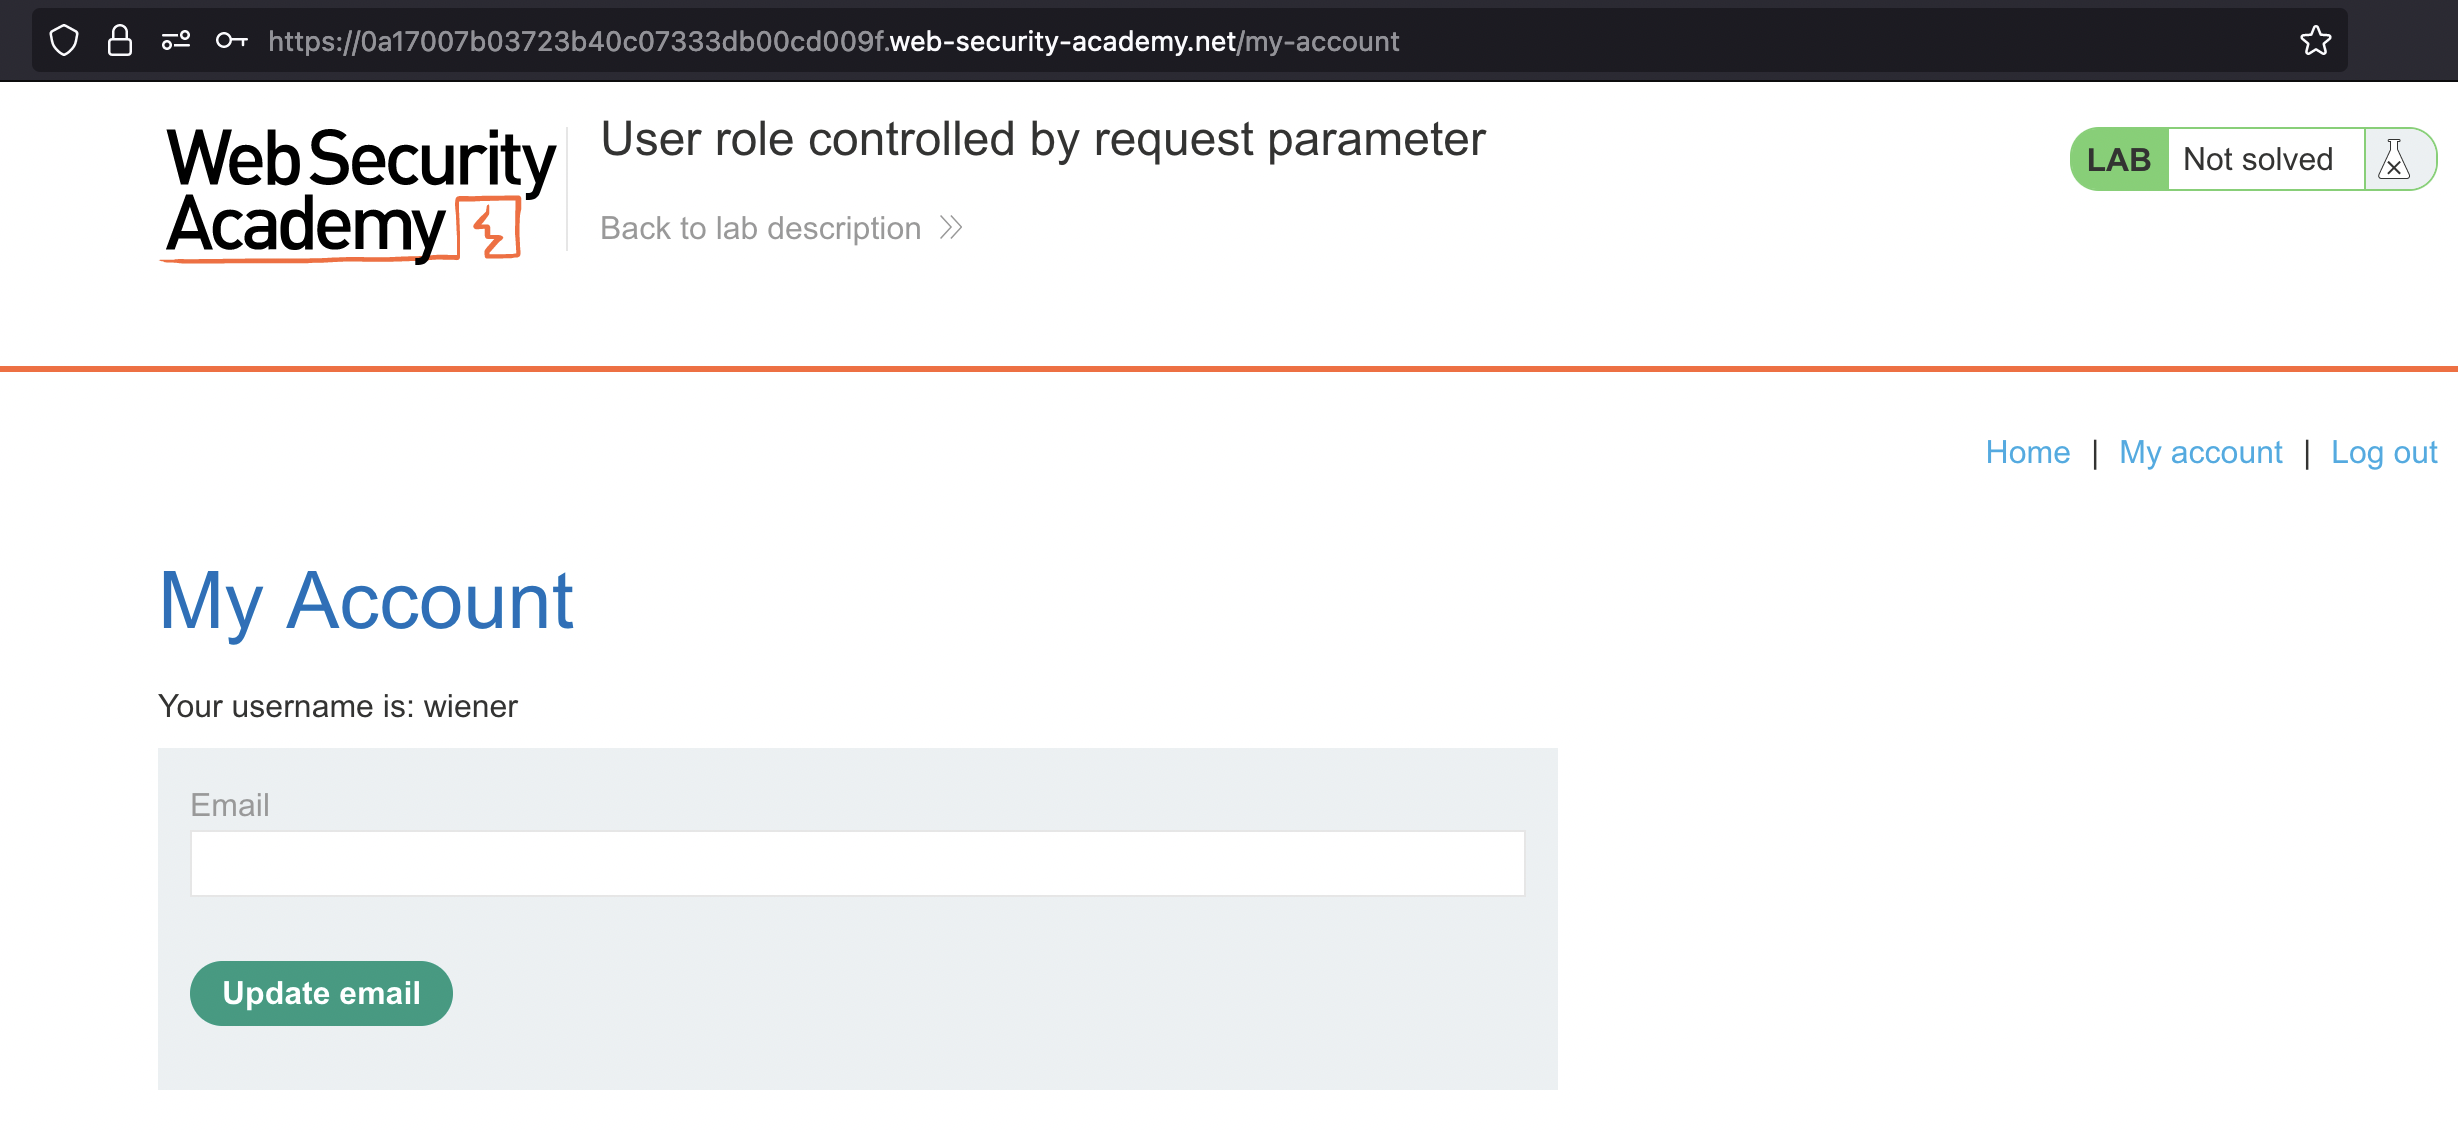 https://0a17007b03723b40c07333db00cd009f.web-security-academy.net/my-account
Web Security
Academy
User role controlled by request parameter
Back to lab description
LAB Not solved
Home | My account | Log out
My Account
Your username is: wiener
Email
Update email